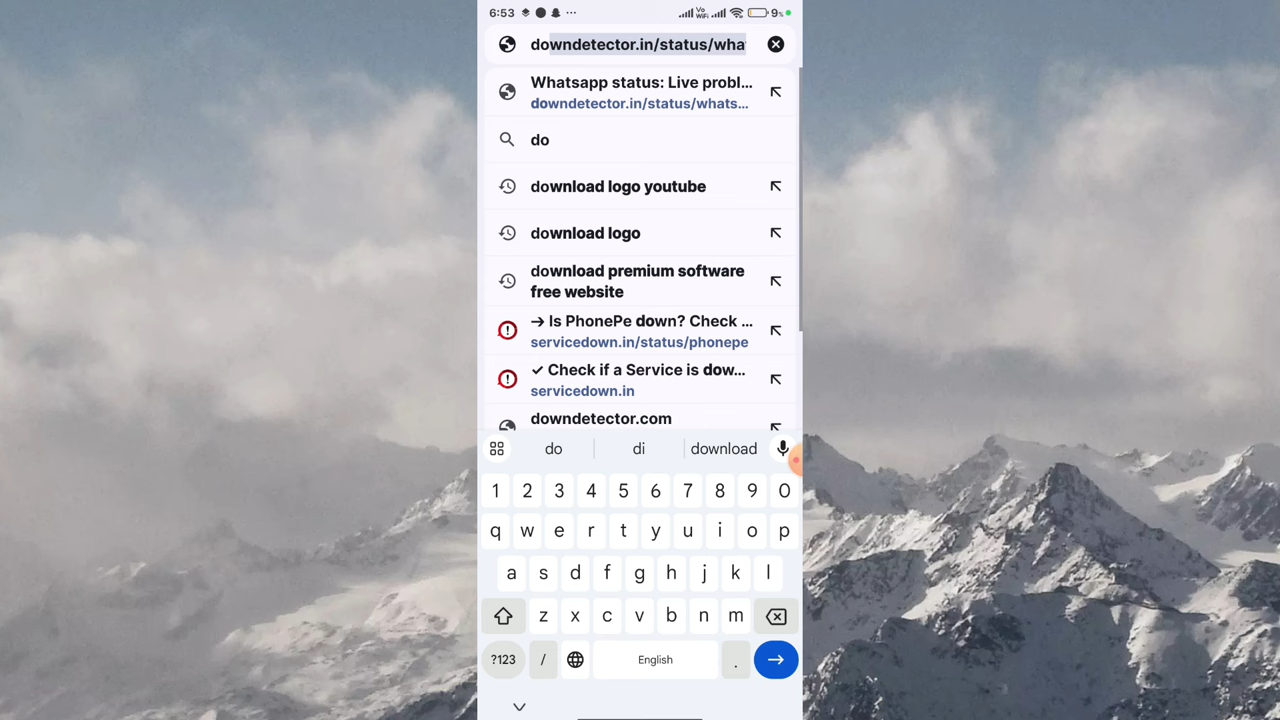 6:53 ... Vo WiFi 9%
downdetector.in/status/wha
Whatsapp status: Live probl...
downdetector.in/status/whats...
do
download logo youtube
download logo
download premium software
free website
→ Is PhonePe down? Check ...
servicedown.in/status/phonepe
✓ Check if a Service is dow...
servicedown.in
downdetector.com
do di download
1 2 3 4 5 6 7 8 9 0
q w e r t y u i o p
a s d f g h j k l
z x c v b n m
?123 / English .